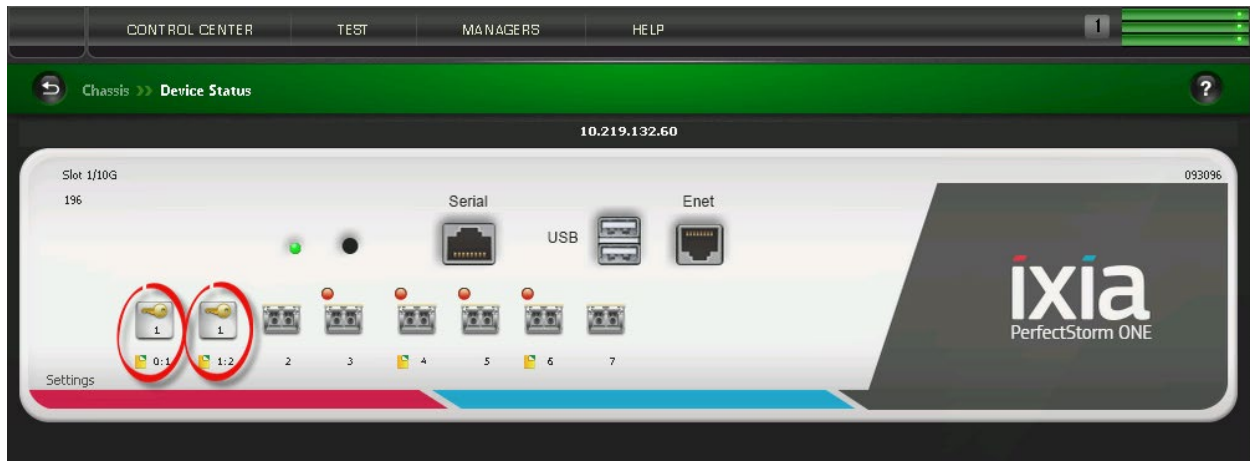 CONTROL CENTER TEST MANAGERS HELP 1
Chassis >> Device Status ?
10.219.132.60
Slot 1/10G 093096
196 Serial Enet
USB
ixia
PerfectStorm ONE
1 1
0:1 1:2 2 3 4 5 6 7
Settings